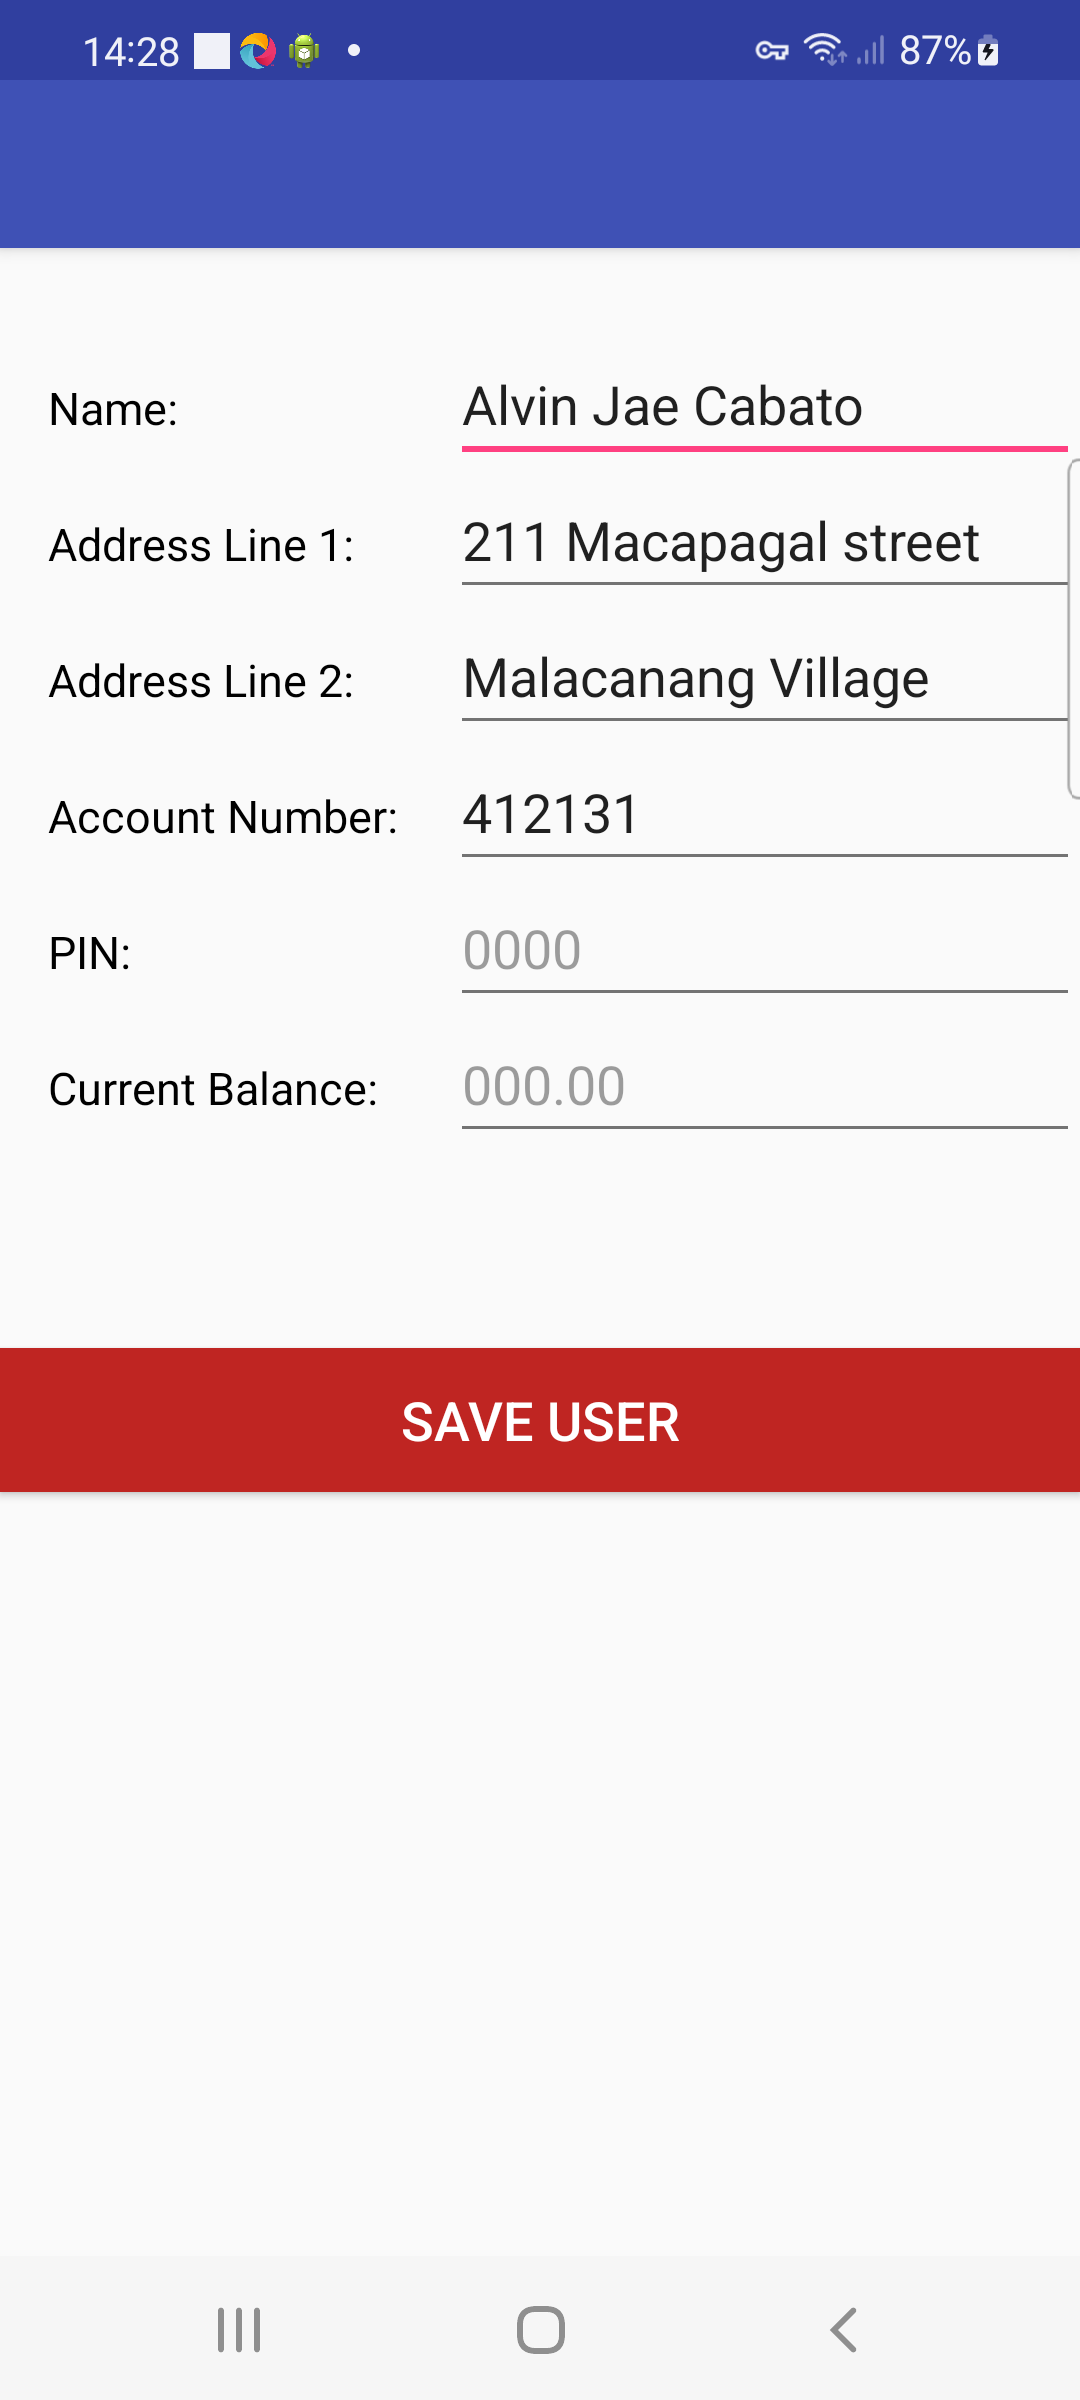 14:28 87%
Name: Alvin Jae Cabato
Address Line 1: 211 Macapagal street
Address Line 2: Malacanang Village
Account Number: 412131
PIN: 0000
Current Balance: 000.00
SAVE USER